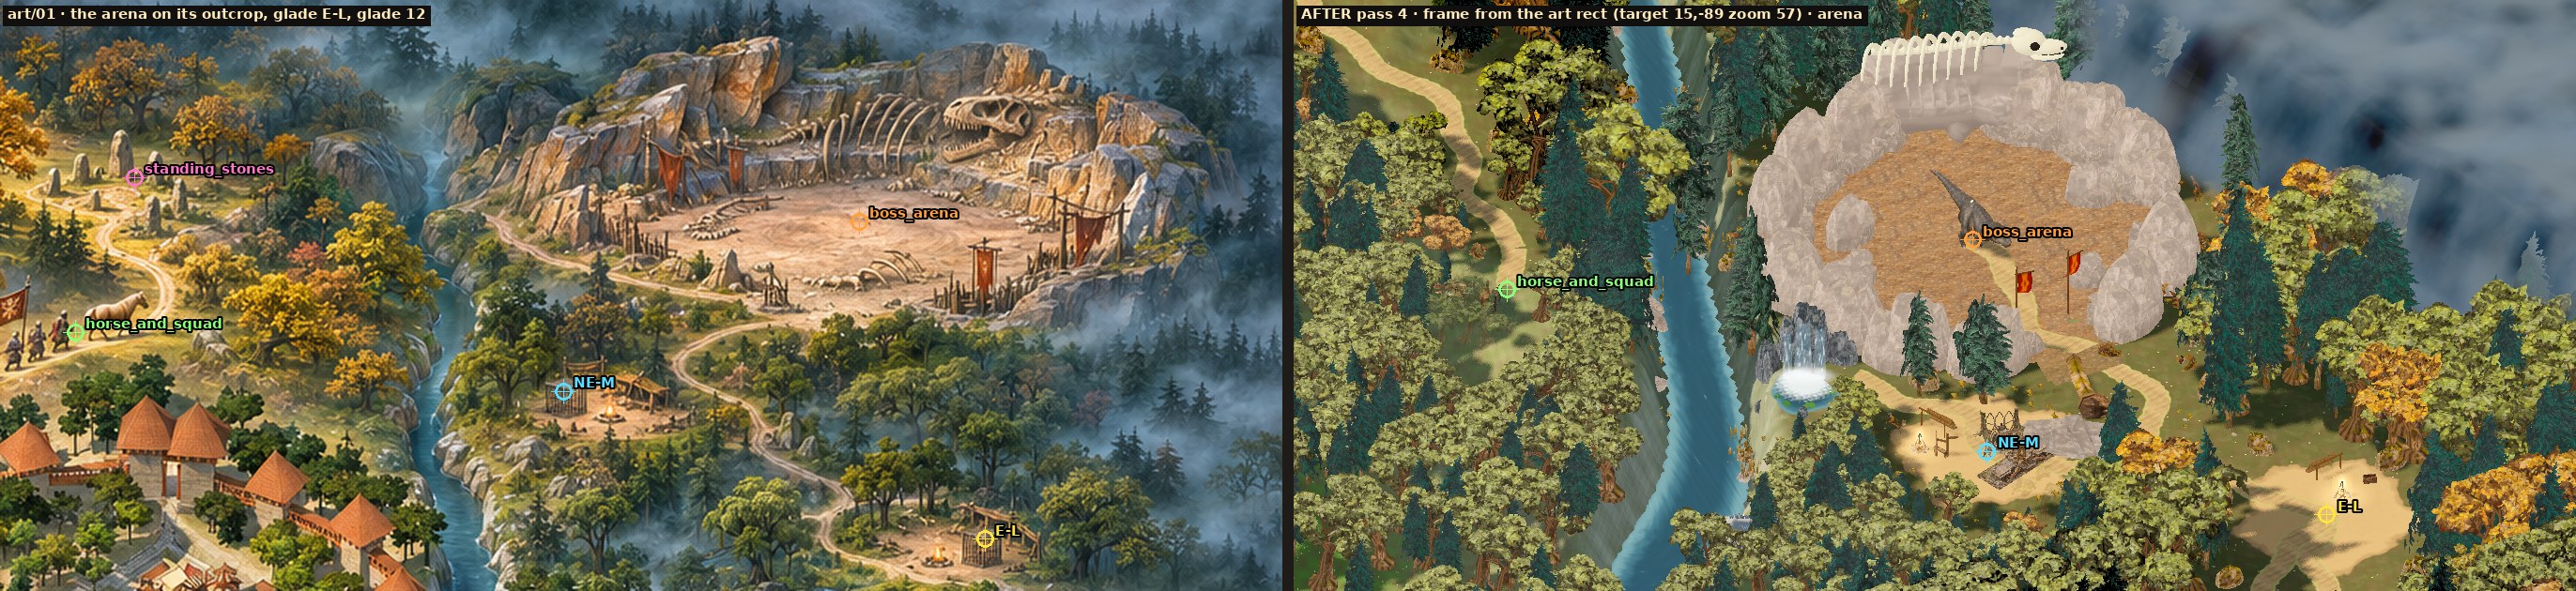 art/01 · the arena on its outcrop, glade E-L, glade 12
standing_stones
boss_arena
horse_and_squad
NE-M
E-L
AFTER pass 4 · frame from the art rect (target 15,-89 zoom 57) · arena
boss_arena
horse_and_squad
NE-M
E-L